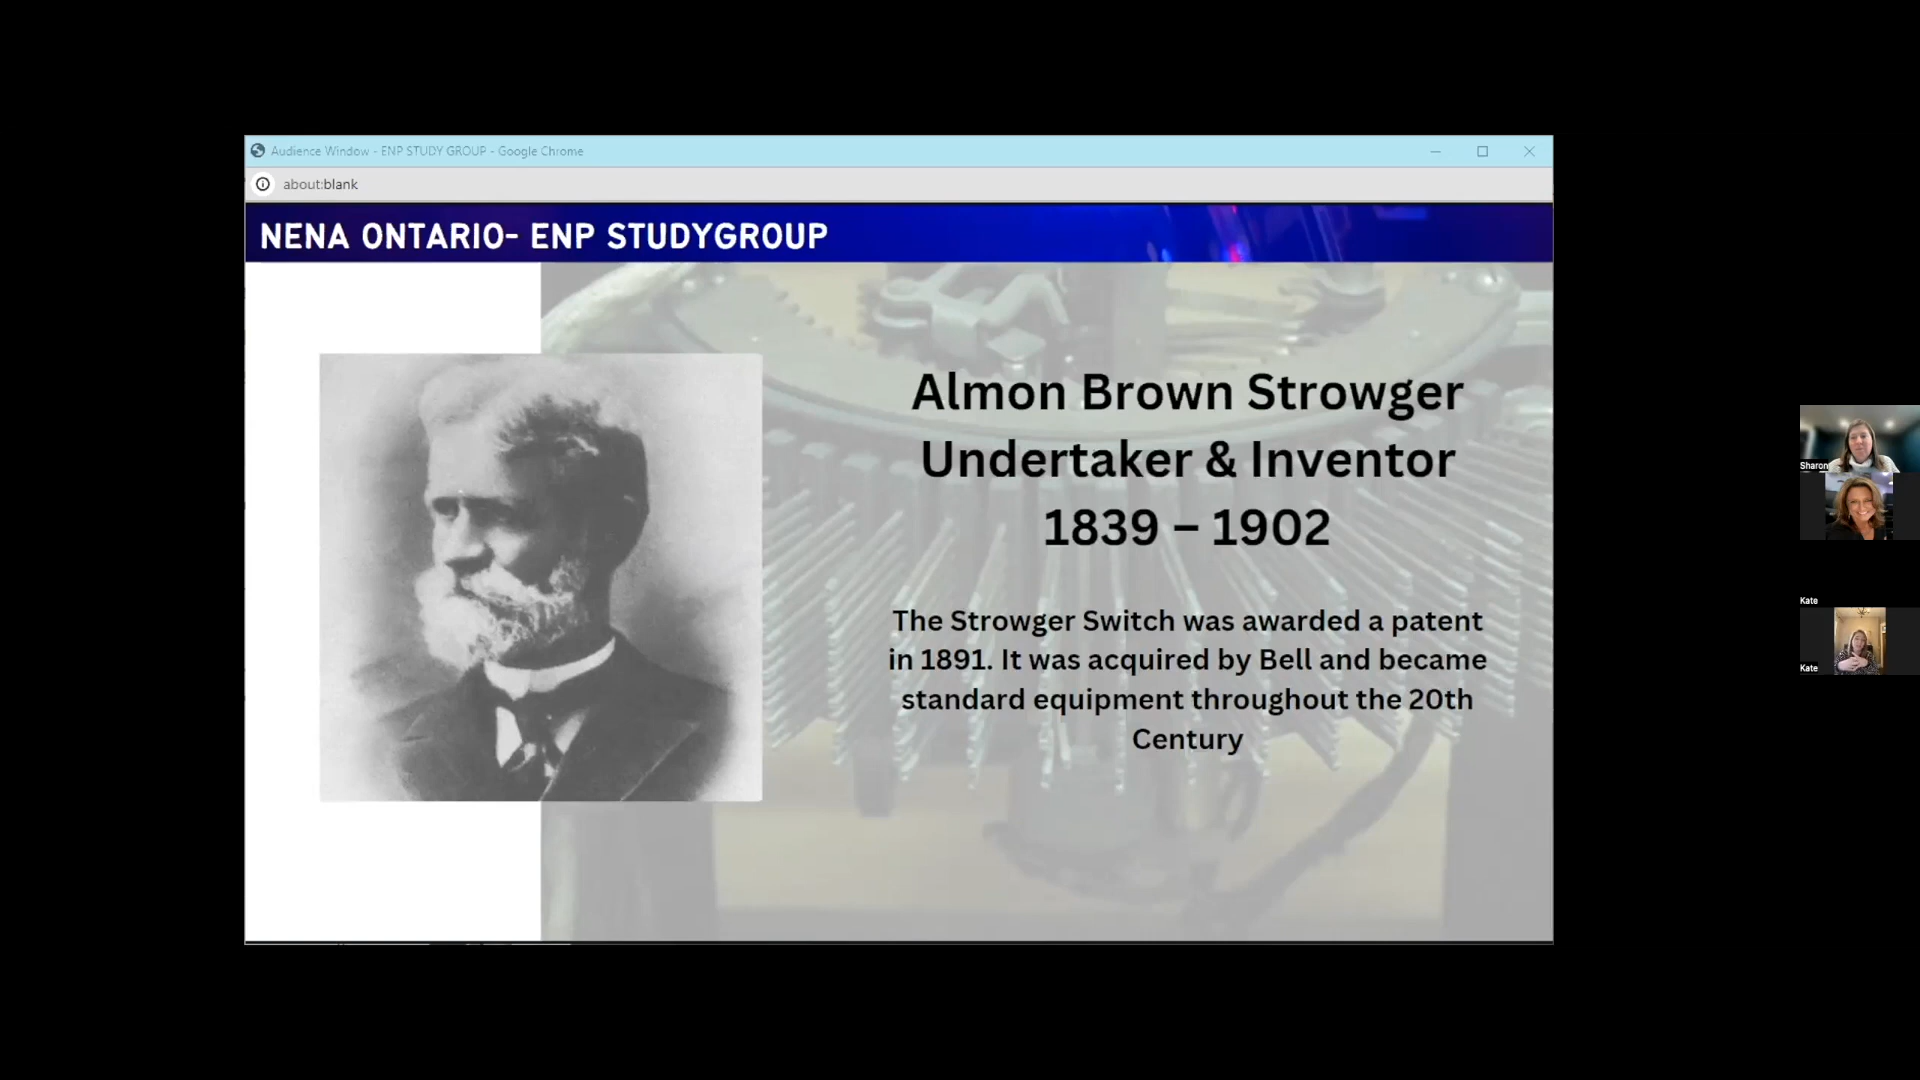 Audience Window - ENP STUDY GROUP - Google Chrome
about:blank
NENA ONTARIO- ENP STUDYGROUP
Almon Brown Strowger
Undertaker & Inventor
1839 – 1902
The Strowger Switch was awarded a patent
in 1891. It was acquired by Bell and became
standard equipment throughout the 20th
Century
Sharon
Kate
Kate